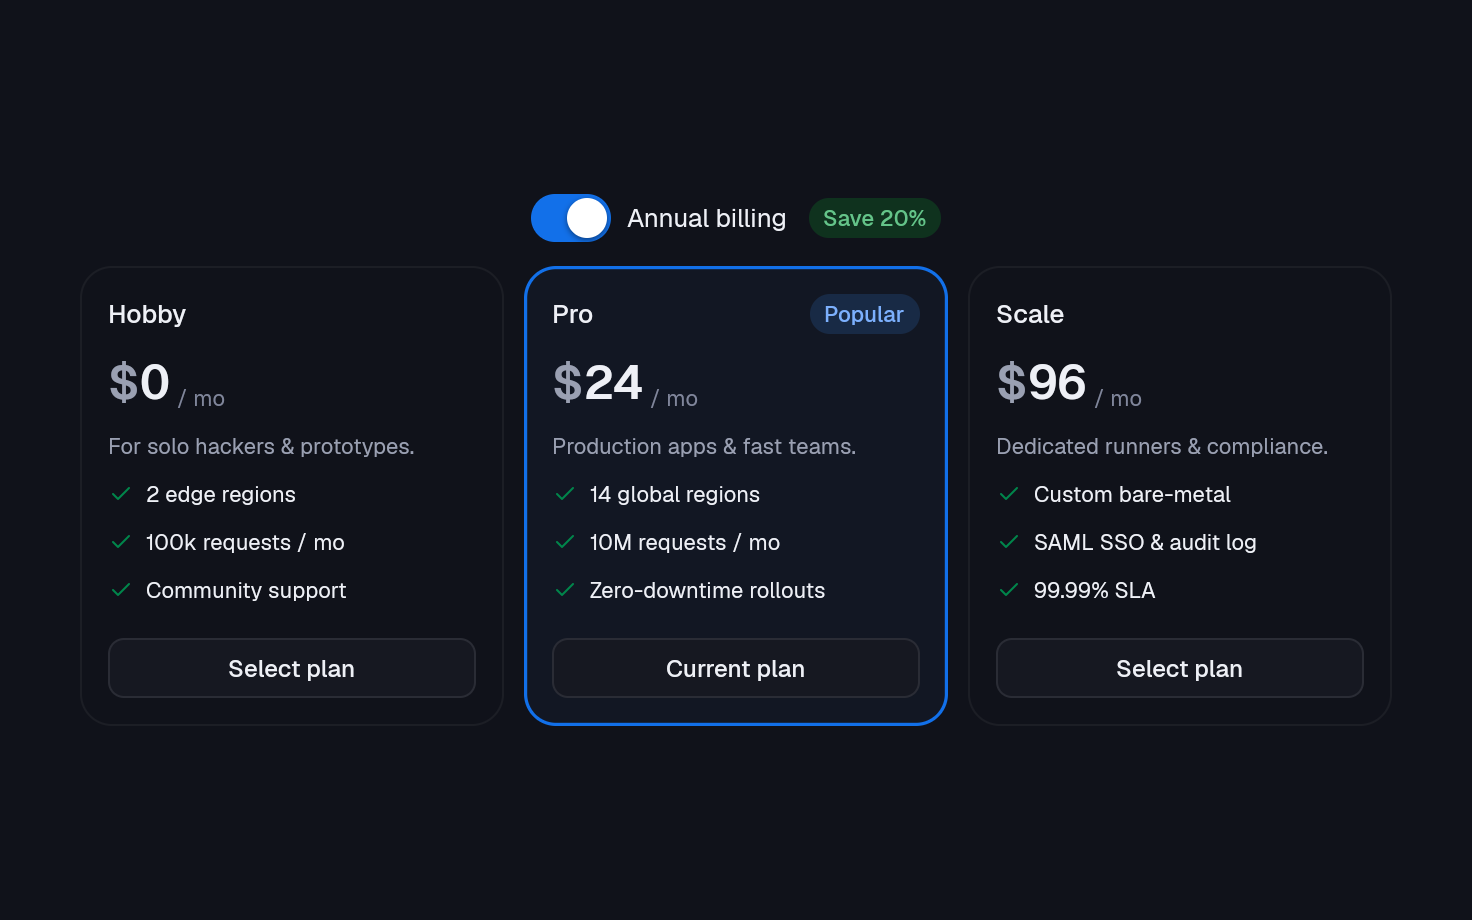 Annual billing Save 20%
Hobby
$0 / mo
For solo hackers & prototypes.
2 edge regions
100k requests / mo
Community support
Select plan
Pro Popular
$24 / mo
Production apps & fast teams.
14 global regions
10M requests / mo
Zero-downtime rollouts
Current plan
Scale
$96 / mo
Dedicated runners & compliance.
Custom bare-metal
SAML SSO & audit log
99.99% SLA
Select plan